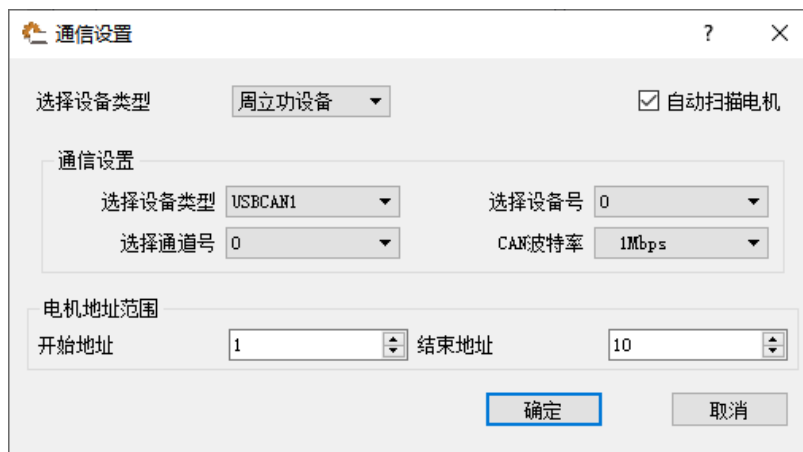 通信设置 ?
选择设备类型 周立功设备 自动扫描电机
通信设置
选择设备类型 USBCAN1 选择设备号 0
选择通道号 0 CAN波特率 1Mbps
电机地址范围
开始地址 1 结束地址 10
确定 取消